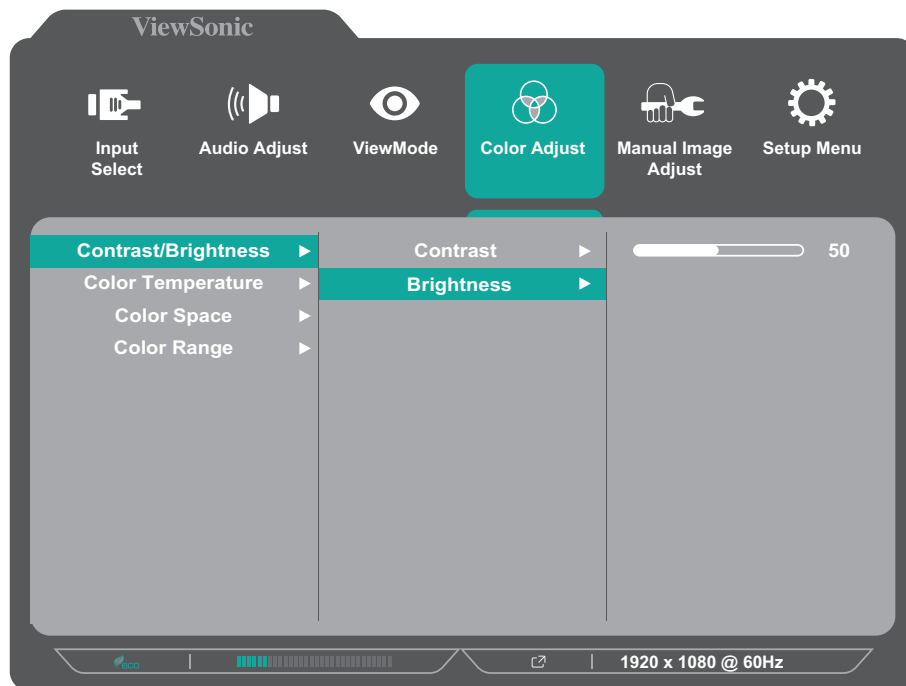 ViewSonic
Input Select
Audio Adjust
ViewMode
Color Adjust
Manual Image Adjust
Setup Menu
Contrast/Brightness
Color Temperature
Color Space
Color Range
Contrast
Brightness
50
eco
1920 x 1080 @ 60Hz